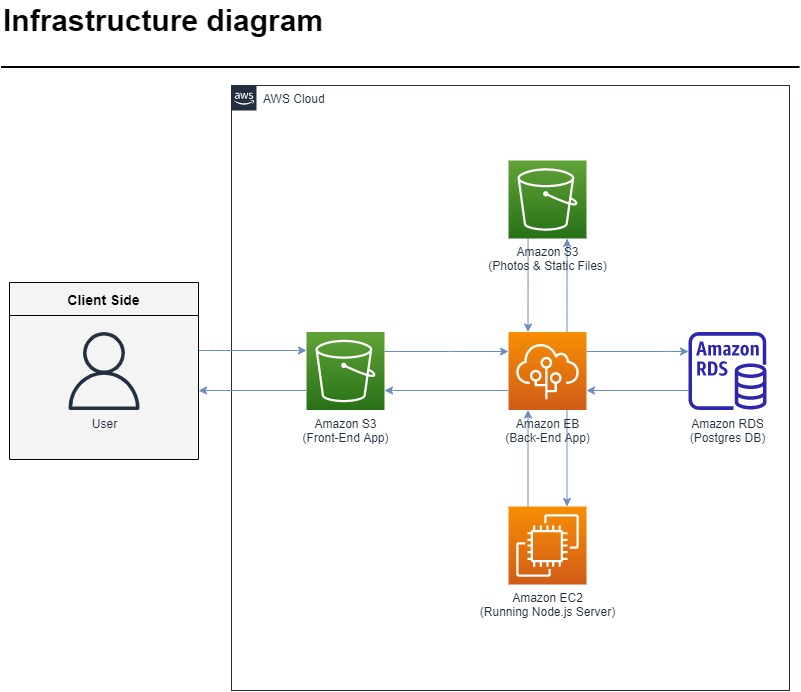 Infrastructure diagram
aws
AWS Cloud
Amazon S3
(Photos & Static Files)
Client Side
User
Amazon S3
(Front-End App)
Amazon EB
(Back-End App)
Amazon
RDS
Amazon RDS
(Postgres DB)
Amazon EC2
(Running Node.js Server)